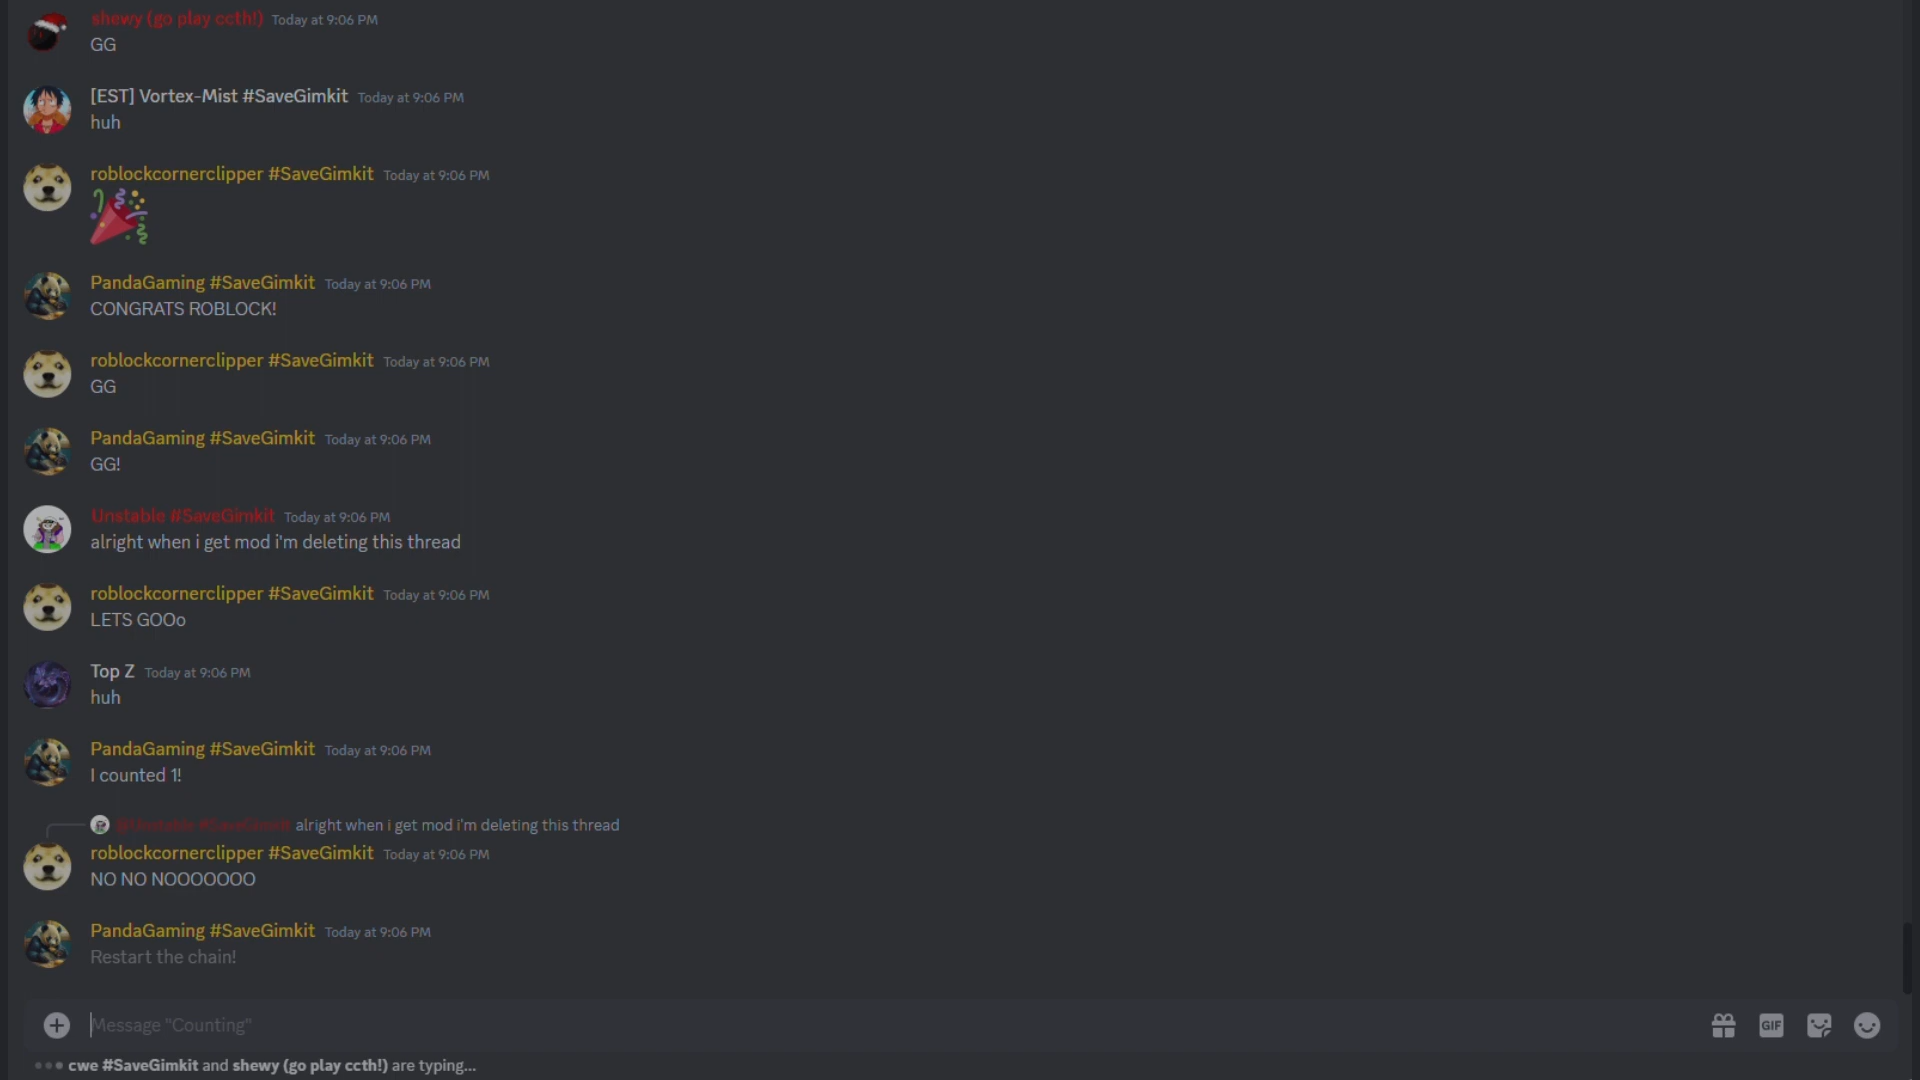 shewy (go play ccth!) Today at 9:06 PM
GG
[EST] Vortex-Mist #SaveGimkit Today at 9:06 PM
huh
roblockcornerclipper #SaveGimkit Today at 9:06 PM
PandaGaming #SaveGimkit Today at 9:06 PM
CONGRATS ROBLOCK!
roblockcornerclipper #SaveGimkit Today at 9:06 PM
GG
PandaGaming #SaveGimkit Today at 9:06 PM
GG!
Unstable #SaveGimkit Today at 9:06 PM
alright when i get mod i'm deleting this thread
roblockcornerclipper #SaveGimkit Today at 9:06 PM
LETS GOOo
Top Z Today at 9:06 PM
huh
PandaGaming #SaveGimkit Today at 9:06 PM
I counted 1!
@Unstable #SaveGimkit alright when i get mod i'm deleting this thread
roblockcornerclipper #SaveGimkit Today at 9:06 PM
NO NO NOOOOOOO
PandaGaming #SaveGimkit Today at 9:06 PM
Restart the chain!
Message "Counting"
GIF
cwe #SaveGimkit and shewy (go play ccth!) are typing...